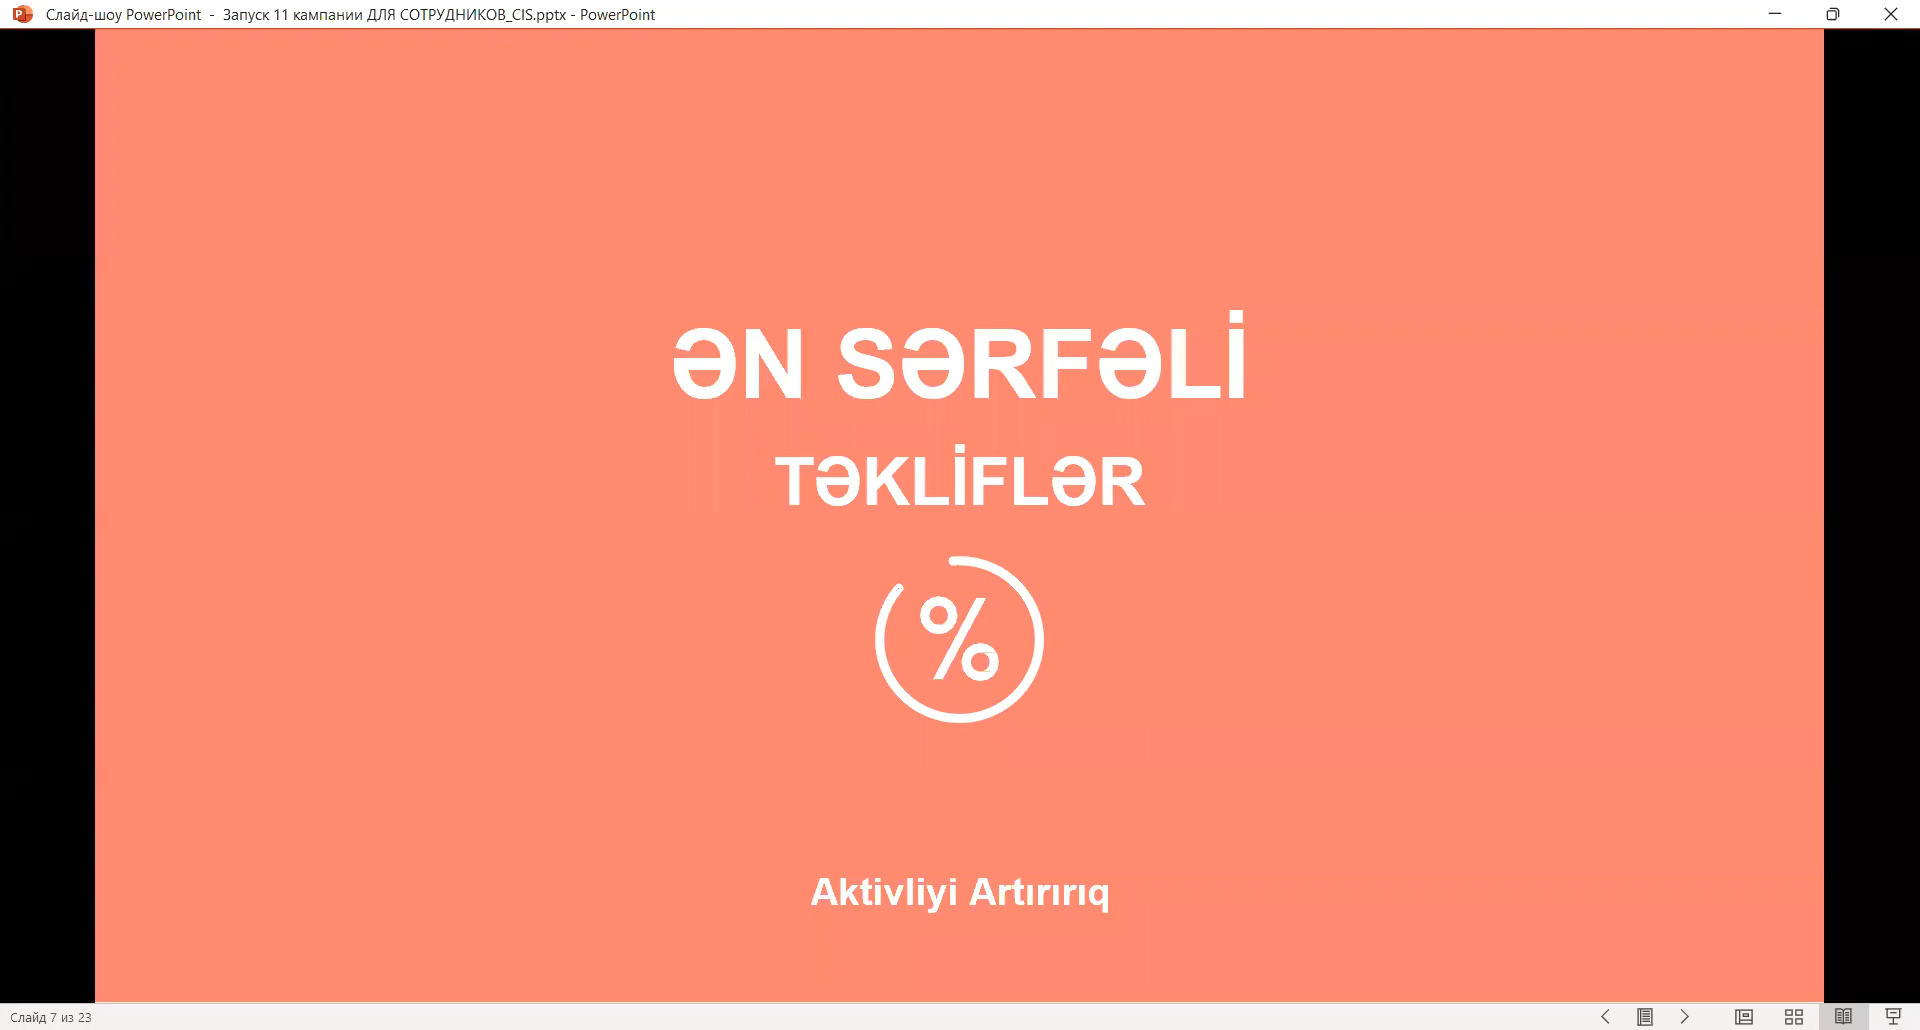 Слайд-шоу PowerPoint - Запуск 11 кампании ДЛЯ СОТРУДНИКОВ_CIS.pptx - PowerPoint
ƏN SƏRFƏLİ
TƏKLİFLƏR
%
Aktivliyi Artırırıq
Слайд 7 из 23